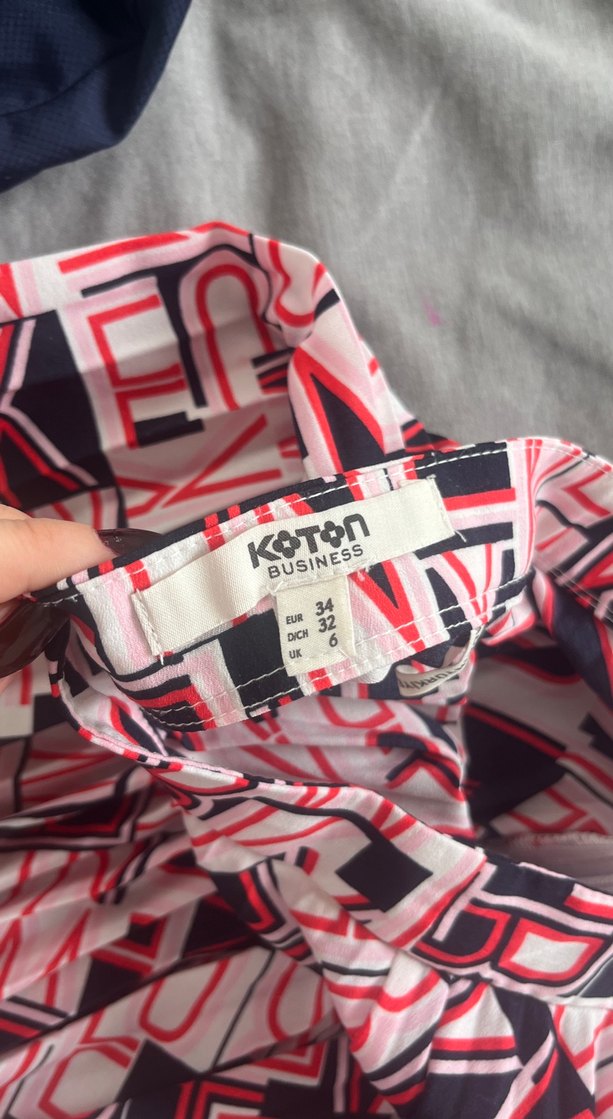 KOTON
BUSINESS
EUR 34
D/CH 32
UK 6